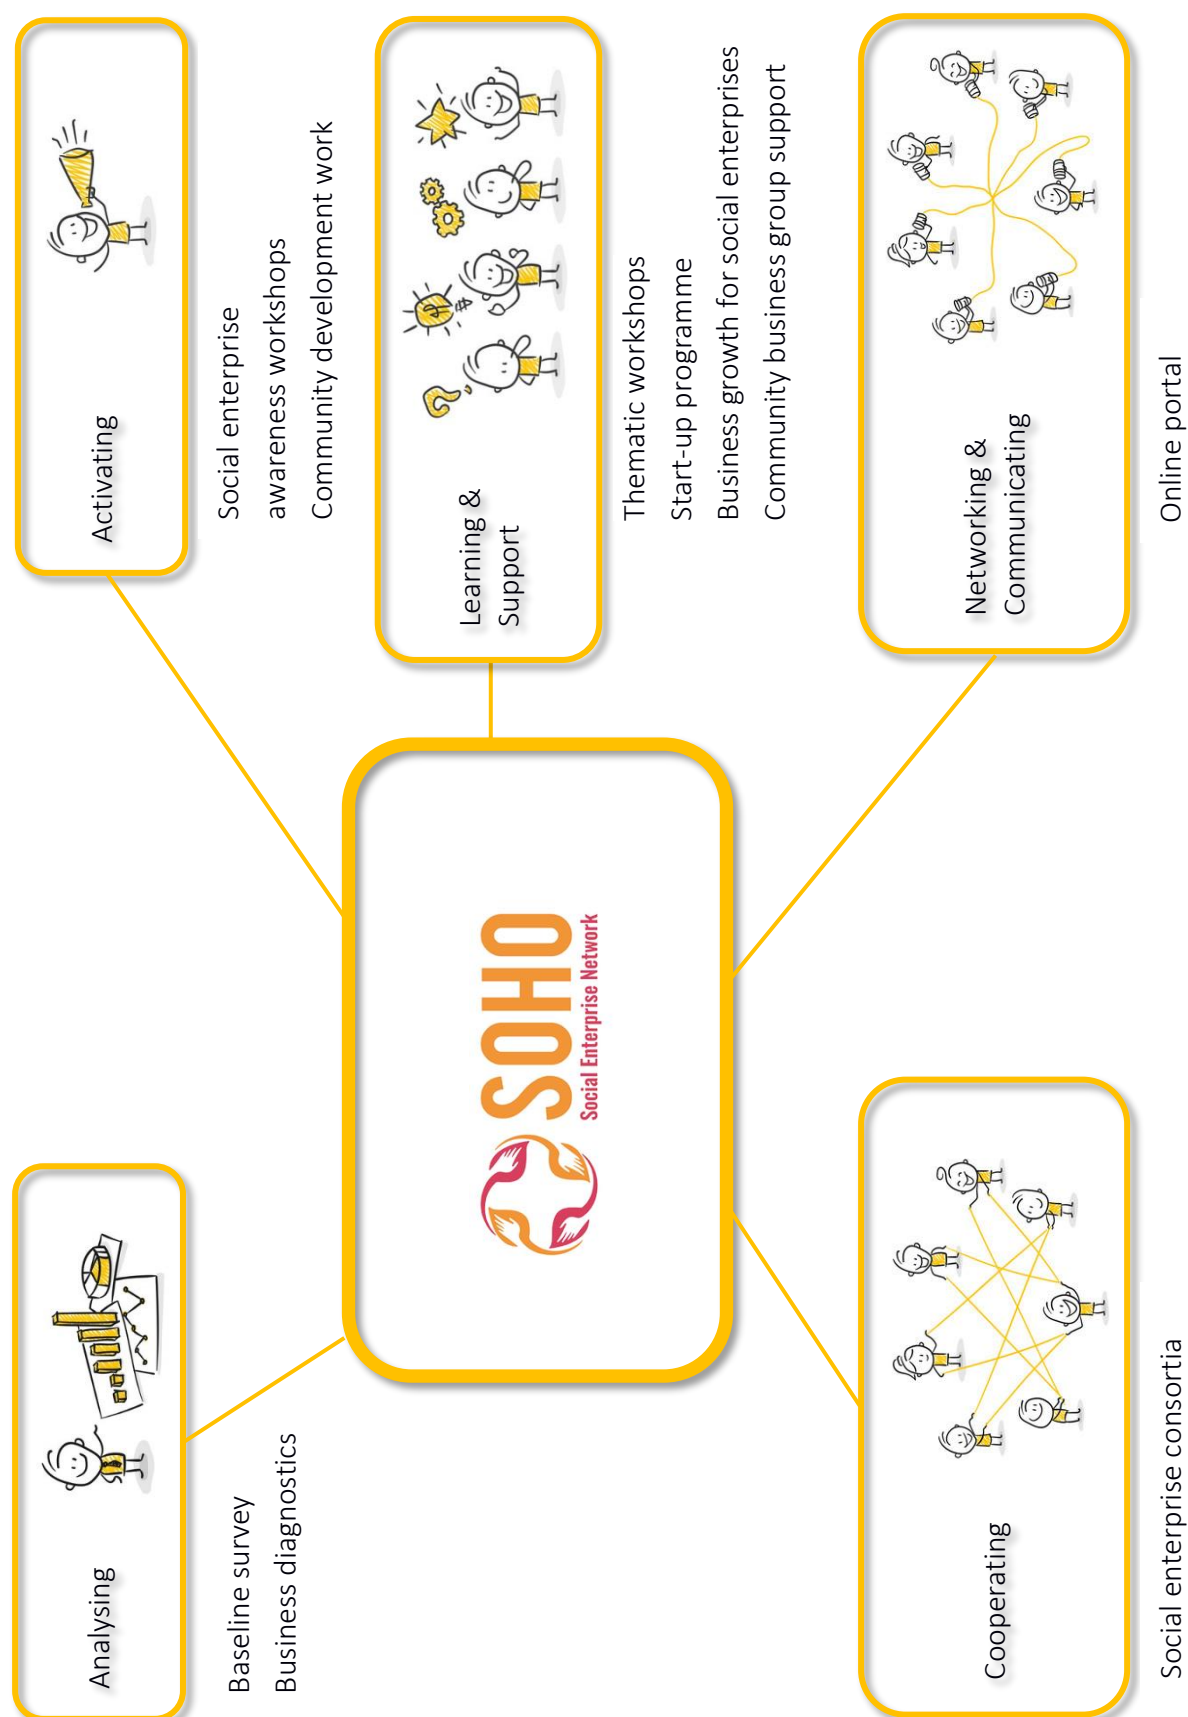 Analysing
Baseline survey
Business diagnostics
Activating
Social enterprise
awareness workshops
Community development work
SOHO
Social Enterprise Network
Learning &
Support
Thematic workshops
Start-up programme
Business growth for social enterprises
Community business group support
Cooperating
Social enterprise consortia
Networking &
Communicating
Online portal